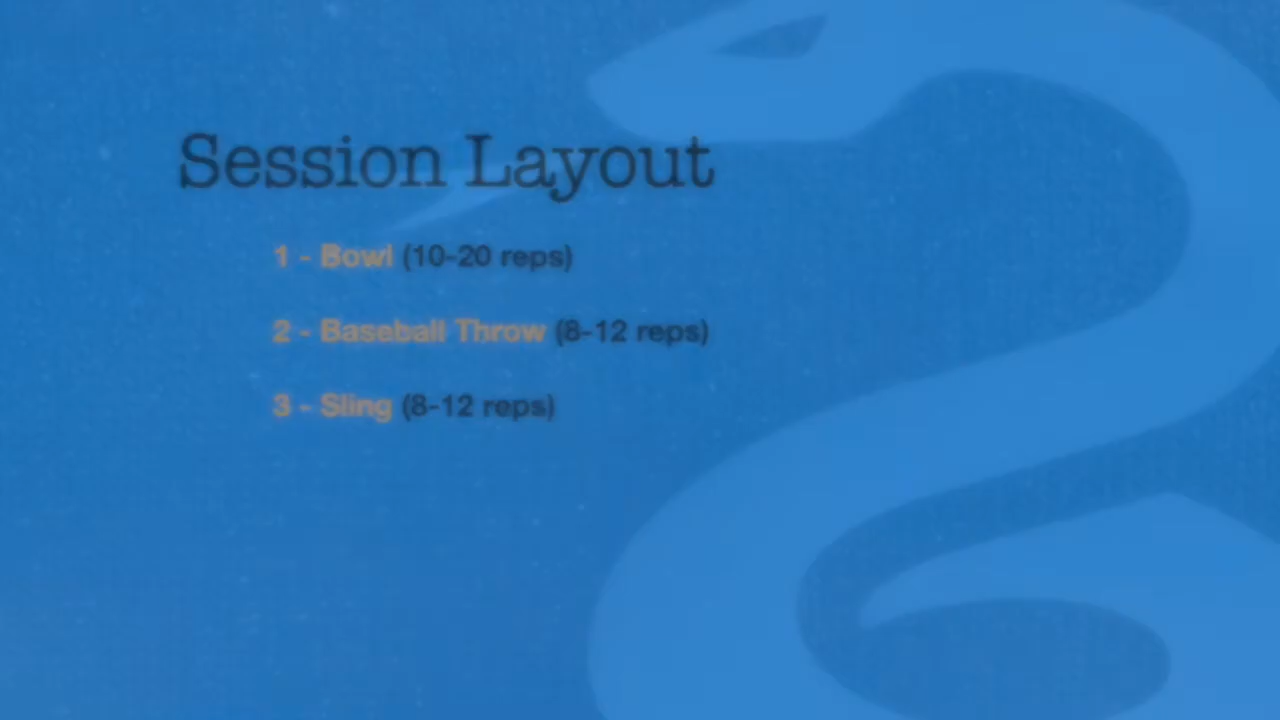 Session Layout
1 - Bowl (10-20 reps)
2 - Baseball Throw (8-12 reps)
3 - Sling (8-12 reps)